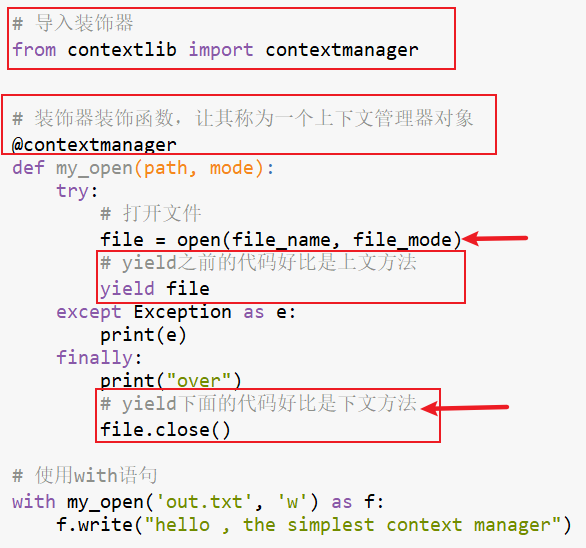 # 导入装饰器
from contextlib import contextmanager
# 装饰器装饰函数，让其称为一个上下文管理器对象
@contextmanager
def my_open(path, mode):
    try:
        # 打开文件
        file = open(file_name, file_mode)
        # yield之前的代码好比是上文方法
        yield file
    except Exception as e:
        print(e)
    finally:
        print("over")
        # yield下面的代码好比是下文方法
        file.close()
# 使用with语句
with my_open('out.txt', 'w') as f:
    f.write("hello , the simplest context manager")